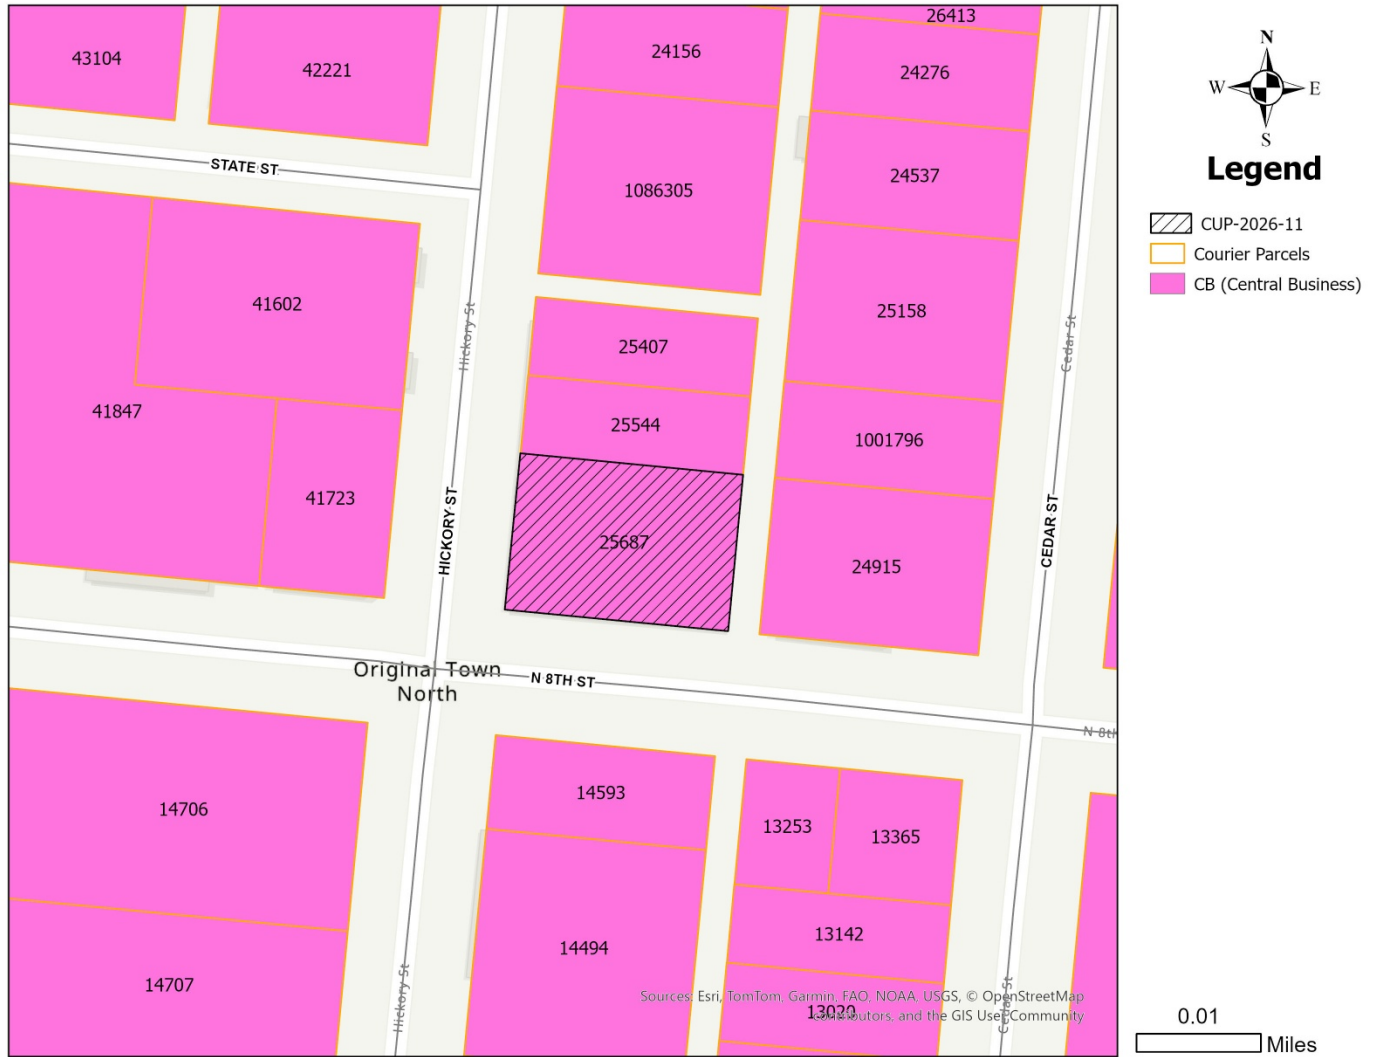 26413
43104
42221
24156
24276
STATE ST
1086305
24537
41602
Hickory St
25407
25158
Cedar St
41847
25544
1001796
41723
HICKORY ST
25687
CEDAR ST
24915
Original Town
North
N 8TH ST
N 8th
14706
14593
13253
13365
14494
13142
14707
Hickory St
Cedar St
13020
Sources: Esri, TomTom, Garmin, FAO, NOAA, USGS, © OpenStreetMap
contributors, and the GIS User Community
N
W E
S
Legend
CUP-2026-11
Courier Parcels
CB (Central Business)
0.01
Miles